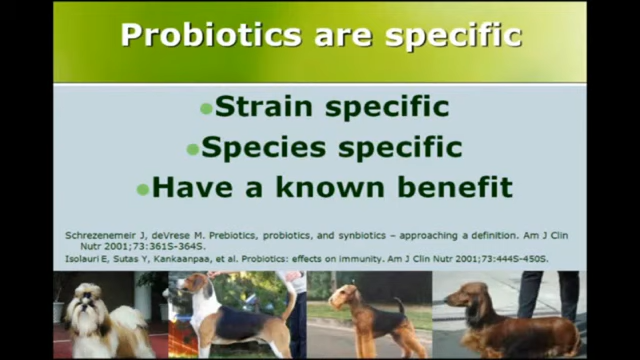 Probiotics are specific
Strain specific
Species specific
Have a known benefit
Schrezenemeir J, deVrese M. Prebiotics, probiotics, and synbiotics – approaching a definition. Am J Clin
Nutr 2001;73:361S-364S.
Isolauri E, Sutas Y, Kankaanpaa, et al. Probiotics: effects on immunity. Am J Clin Nutr 2001;73:444S-450S.